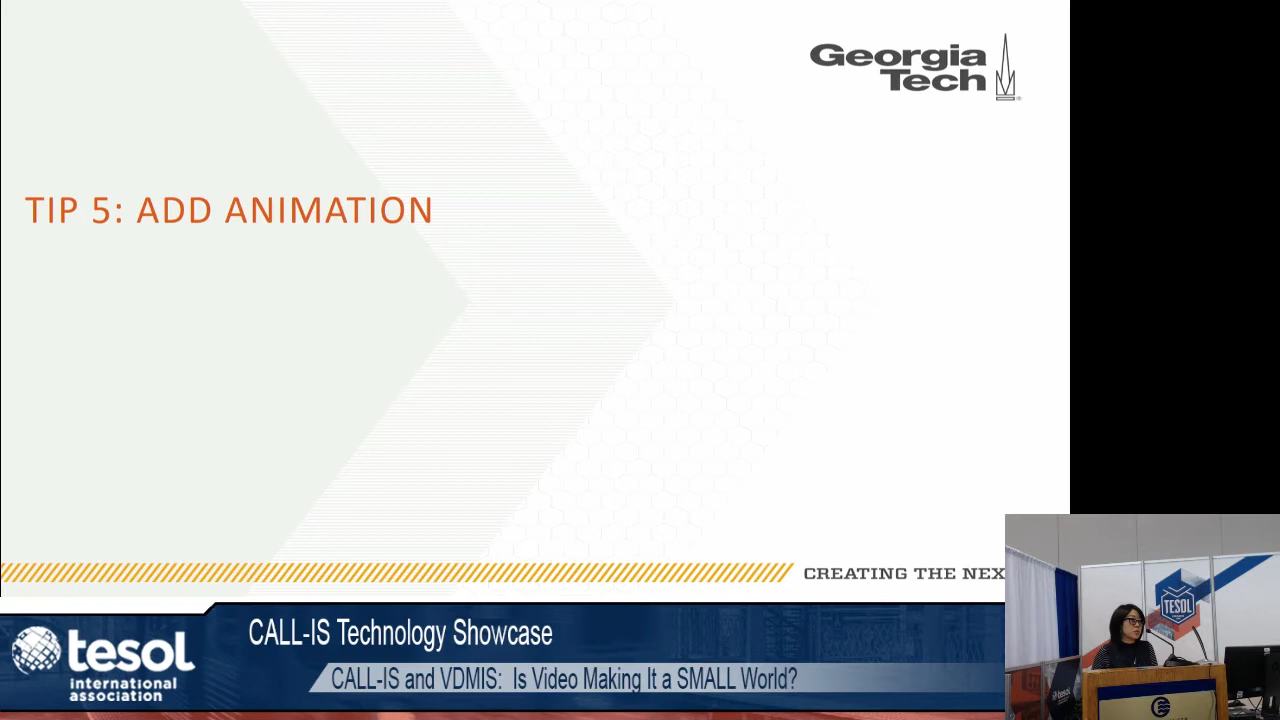 Georgia
Tech
TIP 5: ADD ANIMATION
CREATING THE NEX
TESOL
tesol
tesol
international
association
CALL-IS Technology Showcase
CALL-IS and VDMIS: Is Video Making It a SMALL World?